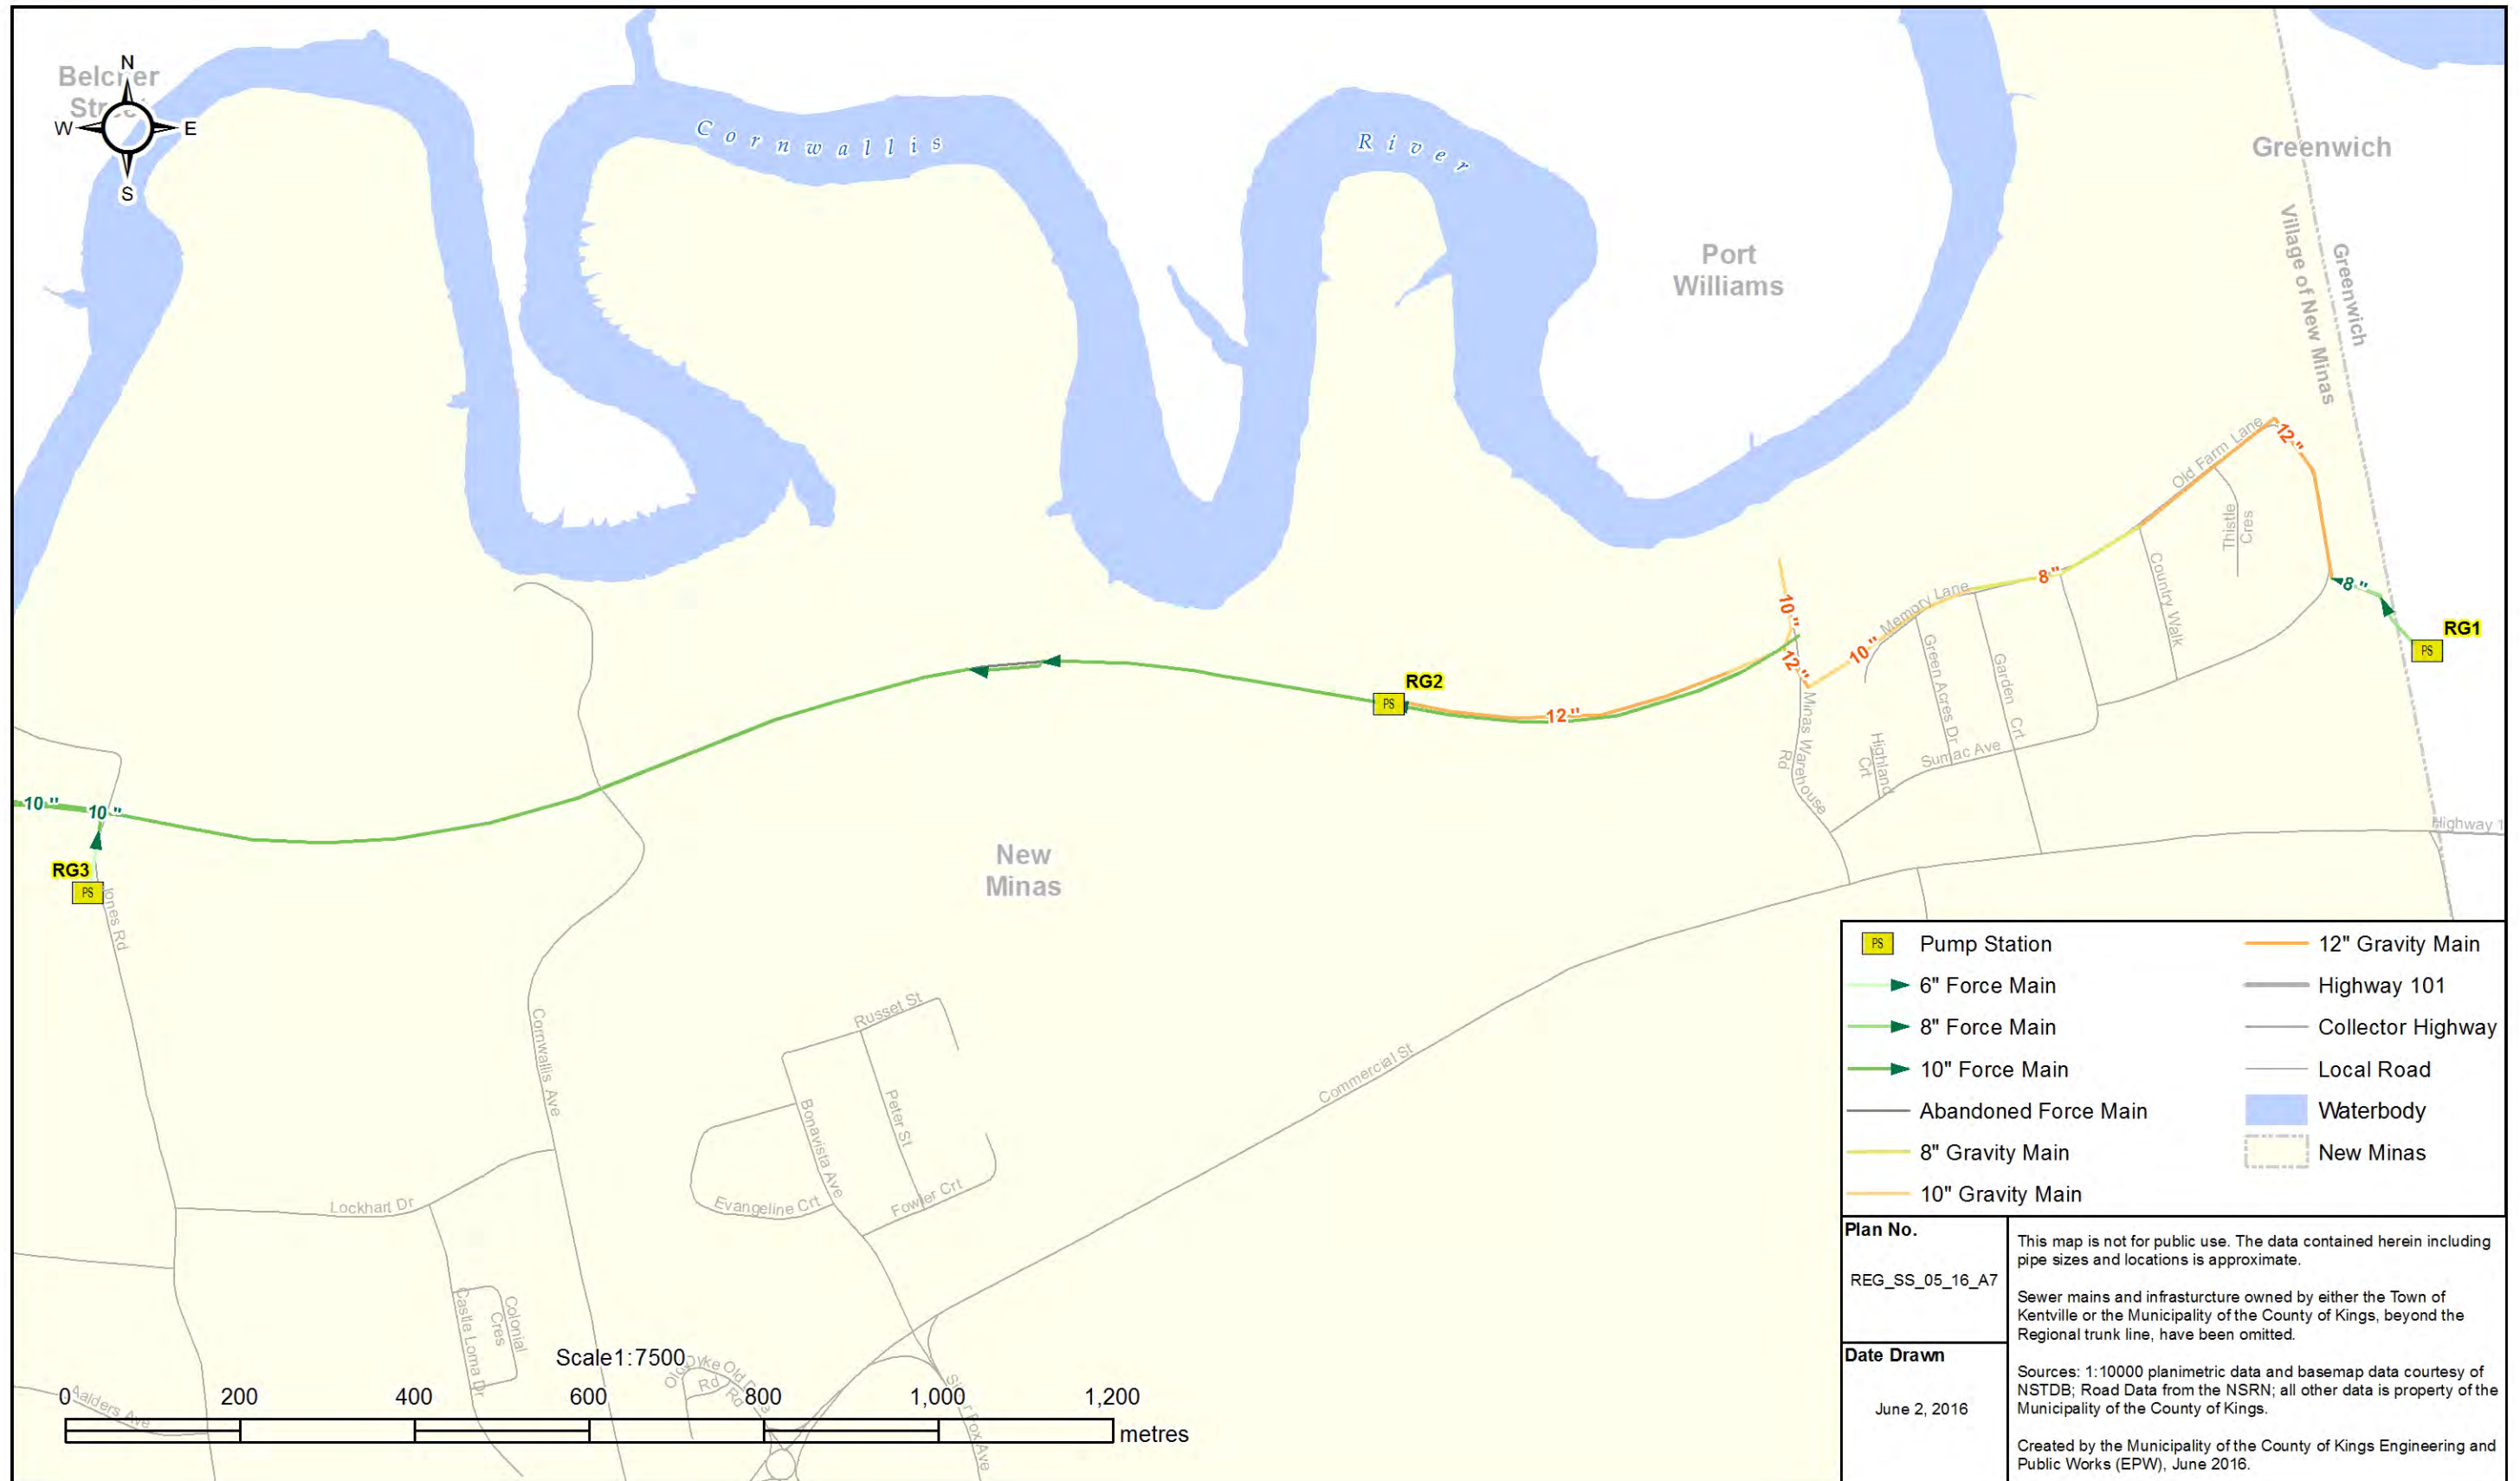 N
W
E
S
Belcher
Cornwallis
River
Greenwich
Port
Williams
Village of New Minas
Greenwich
Old Farm Lane
12"
Thistle
Cres
Country Walk
8"
8"
RG1
PS
10"
Memory Lane
10"
12"
Green Acres Dr
Garden Crt
Minas Warehouse
Rd
Highland
Crt
Sumac Ave
RG2
PS
12"
10"
10"
RG3
PS
Jones Rd
New
Minas
Highway 1
Cornwallis Ave
Russet St
Peter St
Bonavista Ave
Evangeline Crt
Fowler Crt
Commercial St
Lockhart Dr
Castle Loma Dr
Colonial
Cres
Aalders Ave
Scale1:7500
0 200 400 600 800 1,000 1,200
metres
PS Pump Station
6" Force Main
8" Force Main
10" Force Main
Abandoned Force Main
8" Gravity Main
10" Gravity Main
12" Gravity Main
Highway 101
Collector Highway
Local Road
Waterbody
New Minas
Plan No.
REG_SS_05_16_A7
Date Drawn
June 2, 2016
This map is not for public use. The data contained herein including
pipe sizes and locations is approximate.
Sewer mains and infrasturcture owned by either the Town of
Kentville or the Municipality of the County of Kings, beyond the
Regional trunk line, have been omitted.
Sources: 1:10000 planimetric data and basemap data courtesy of
NSTDB; Road Data from the NSRN; all other data is property of the
Municipality of the County of Kings.
Created by the Municipality of the County of Kings Engineering and
Public Works (EPW), June 2016.